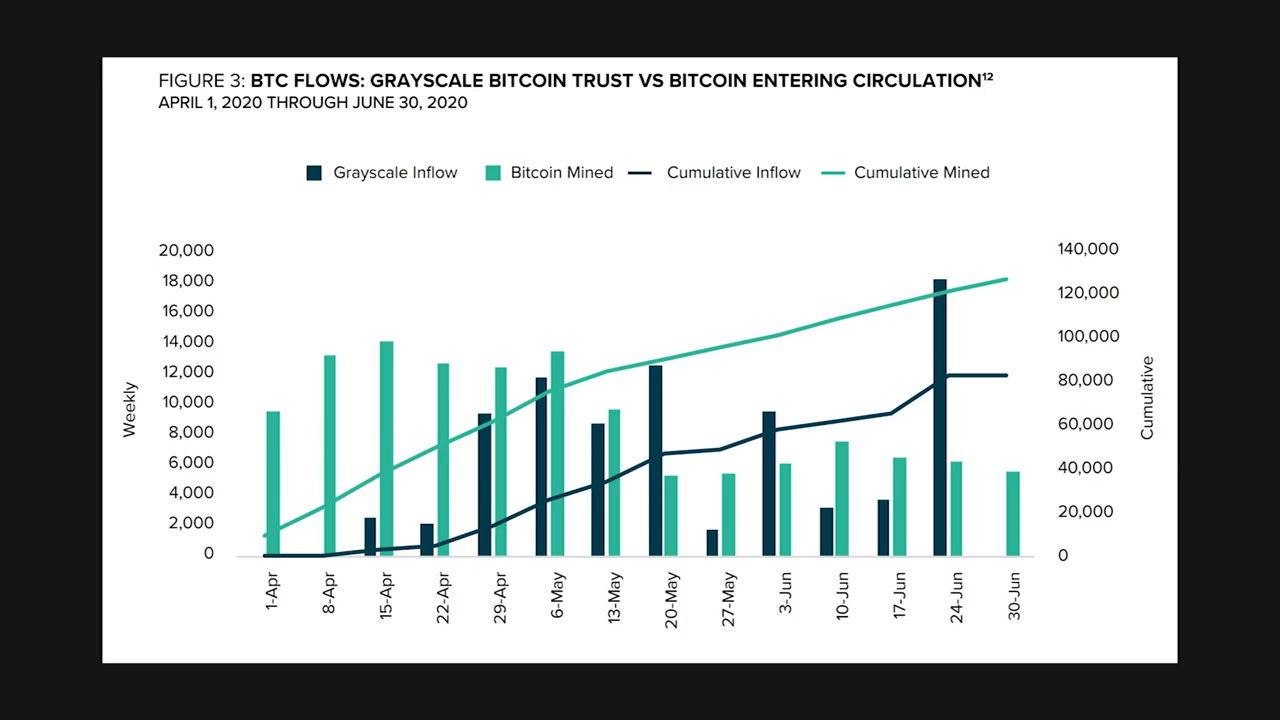 FIGURE 3: BTC FLOWS: GRAYSCALE BITCOIN TRUST VS BITCOIN ENTERING CIRCULATION¹²
APRIL 1, 2020 THROUGH JUNE 30, 2020
Grayscale Inflow
Bitcoin Mined
Cumulative Inflow
Cumulative Mined
Weekly
20,000
18,000
16,000
14,000
12,000
10,000
8,000
6,000
4,000
2,000
0
140,000
120,000
100,000
80,000
60,000
40,000
20,000
0
Cumulative
1-Apr
8-Apr
15-Apr
22-Apr
29-Apr
6-May
13-May
20-May
27-May
3-Jun
10-Jun
17-Jun
24-Jun
30-Jun